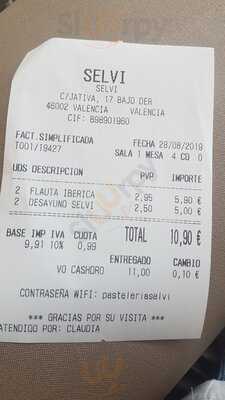 SELVI
SELVI
C/JATIVA, 17 BAJO DER
46002 VALENCIA VALENCIA
CIF: B98901960
FACT.SIMPLIFICADA FECHA 28/08/2019
T001/19427 SALA 1 MESA 4 CO 0
UDS DESCRIPCION PVP IMPORTE
2 FLAUTA IBERICA 2,95 5,90 €
2 DESAYUNO SELVI 2,50 5,00 €
BASE IMP IVA CUOTA TOTAL 10,90 €
9,91 10% 0,99
ENTREGADO CAMBIO
VO CASHDRO 11,00 0,10 €
CONTRASEÑA WIFI: pasteleriaselvi
*** GRACIAS POR SU VISITA ***
ATENDIDO POR: CLAUDIA